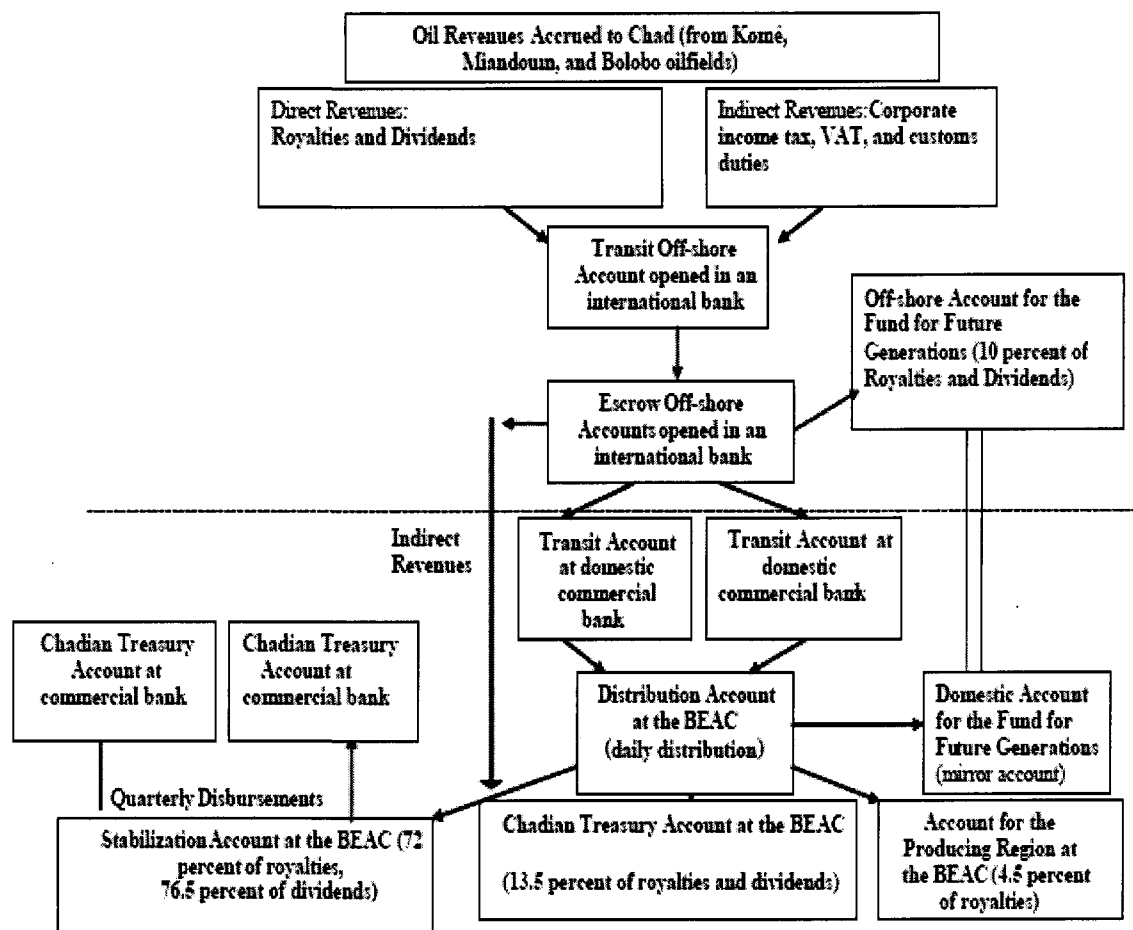 Oil Revenues Accrued to Chad (from Komé,
Miandoum, and Bolobo oilfields)
Direct Revenues:
Royalties and Dividends
Indirect Revenues: Corporate
income tax, VAT, and customs
duties
Transit Off-shore
Account opened in an
international bank
Off-shore Account for the
Fund for Future
Generations (10 percent of
Royalties and Dividends)
Escrow Off-shore
Accounts opened in an
international bank
Indirect
Revenues
Transit Account
at domestic
commercial
bank
Transit Account at
domestic
commercial bank
Chadian Treasury
Account at
commercial bank
Chadian Treasury
Account at
commercial bank
Distribution Account
at the BEAC
(daily distribution)
Domestic Account
for the Fund for
Future Generations
(mirror account)
Quarterly Disbursements
Stabilization Account at the BEAC (72
percent of royalties,
76.5 percent of dividends)
Chadian Treasury Account at the BEAC
(13.5 percent of royalties and dividends)
Account for the
Producing Region at
the BEAC (4.5 percent
of royalties)